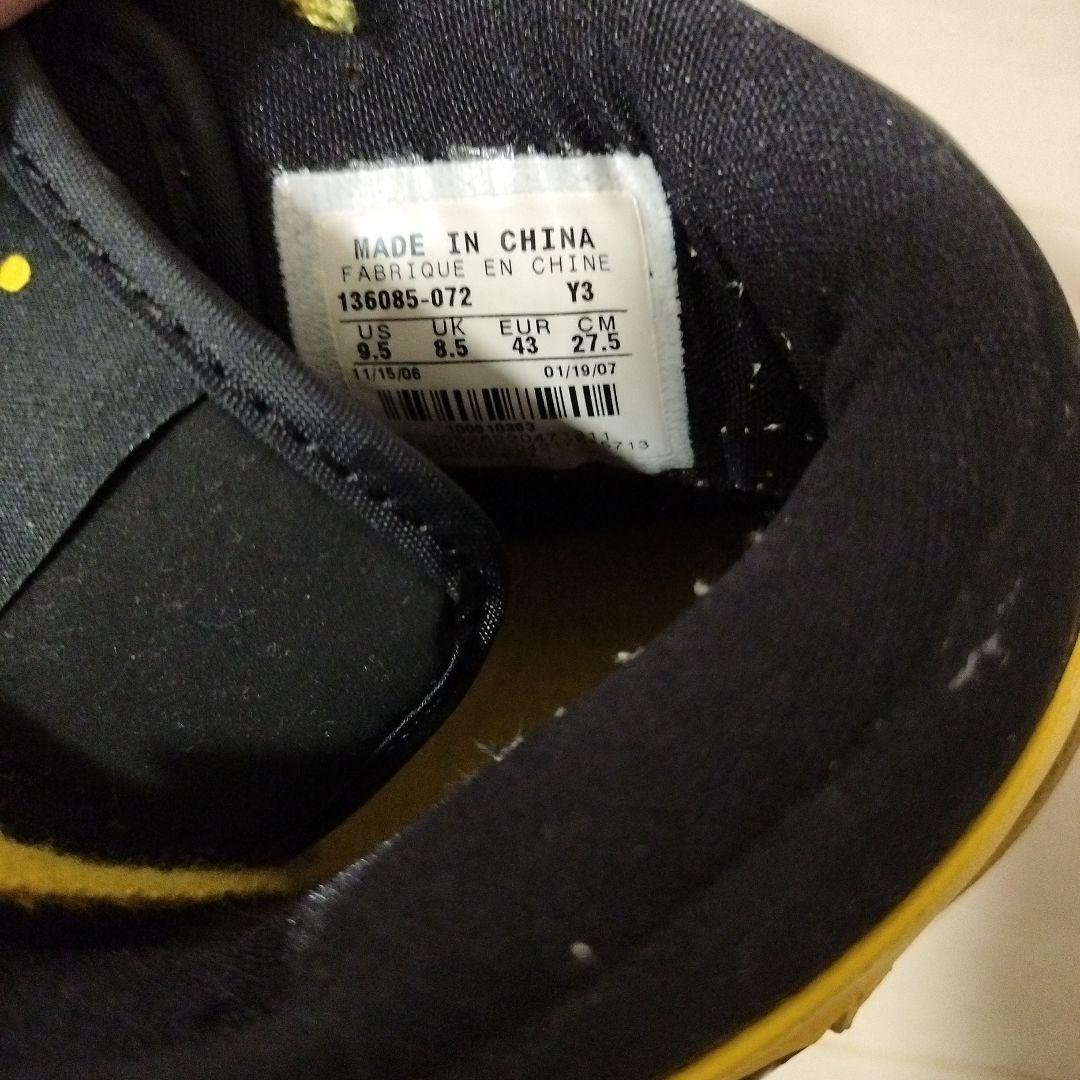 MADE IN CHINA
FABRIQUE EN CHINE
136085-072 Y3
US UK EUR CM
9.5 8.5 43 27.5
11/15/06 01/19/07
100610363